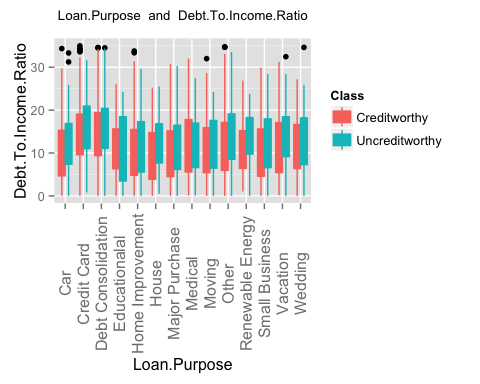 Loan.Purpose and Debt.To.Income.Ratio
Debt.To.Income.Ratio
30
20
10
0
Car
Credit Card
Debt Consolidation
Educationalal
Home Improvement
House
Major Purchase
Medical
Moving
Other
Renewable Energy
Small Business
Vacation
Wedding
Loan.Purpose
Class
Creditworthy
Uncreditworthy